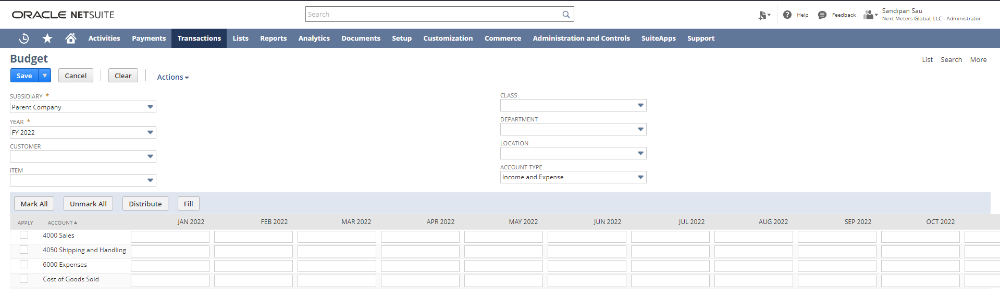 ORACLE NETSUITE
Search
Help
Feedback
Sandipan Sau
Next Meters Global, LLC - Administrator
Activities Payments Transactions Lists Reports Analytics Documents Setup Customization Commerce Administration and Controls SuiteApps Support
Budget
List Search More
Save Cancel Clear Actions
SUBSIDIARY *
Parent Company
YEAR *
FY 2022
CUSTOMER
ITEM
CLASS
DEPARTMENT
LOCATION
ACCOUNT TYPE
Income and Expense
Mark All Unmark All Distribute Fill
APPLY ACCOUNT JAN 2022 FEB 2022 MAR 2022 APR 2022 MAY 2022 JUN 2022 JUL 2022 AUG 2022 SEP 2022 OCT 2022
4000 Sales
4050 Shipping and Handling
6000 Expenses
Cost of Goods Sold